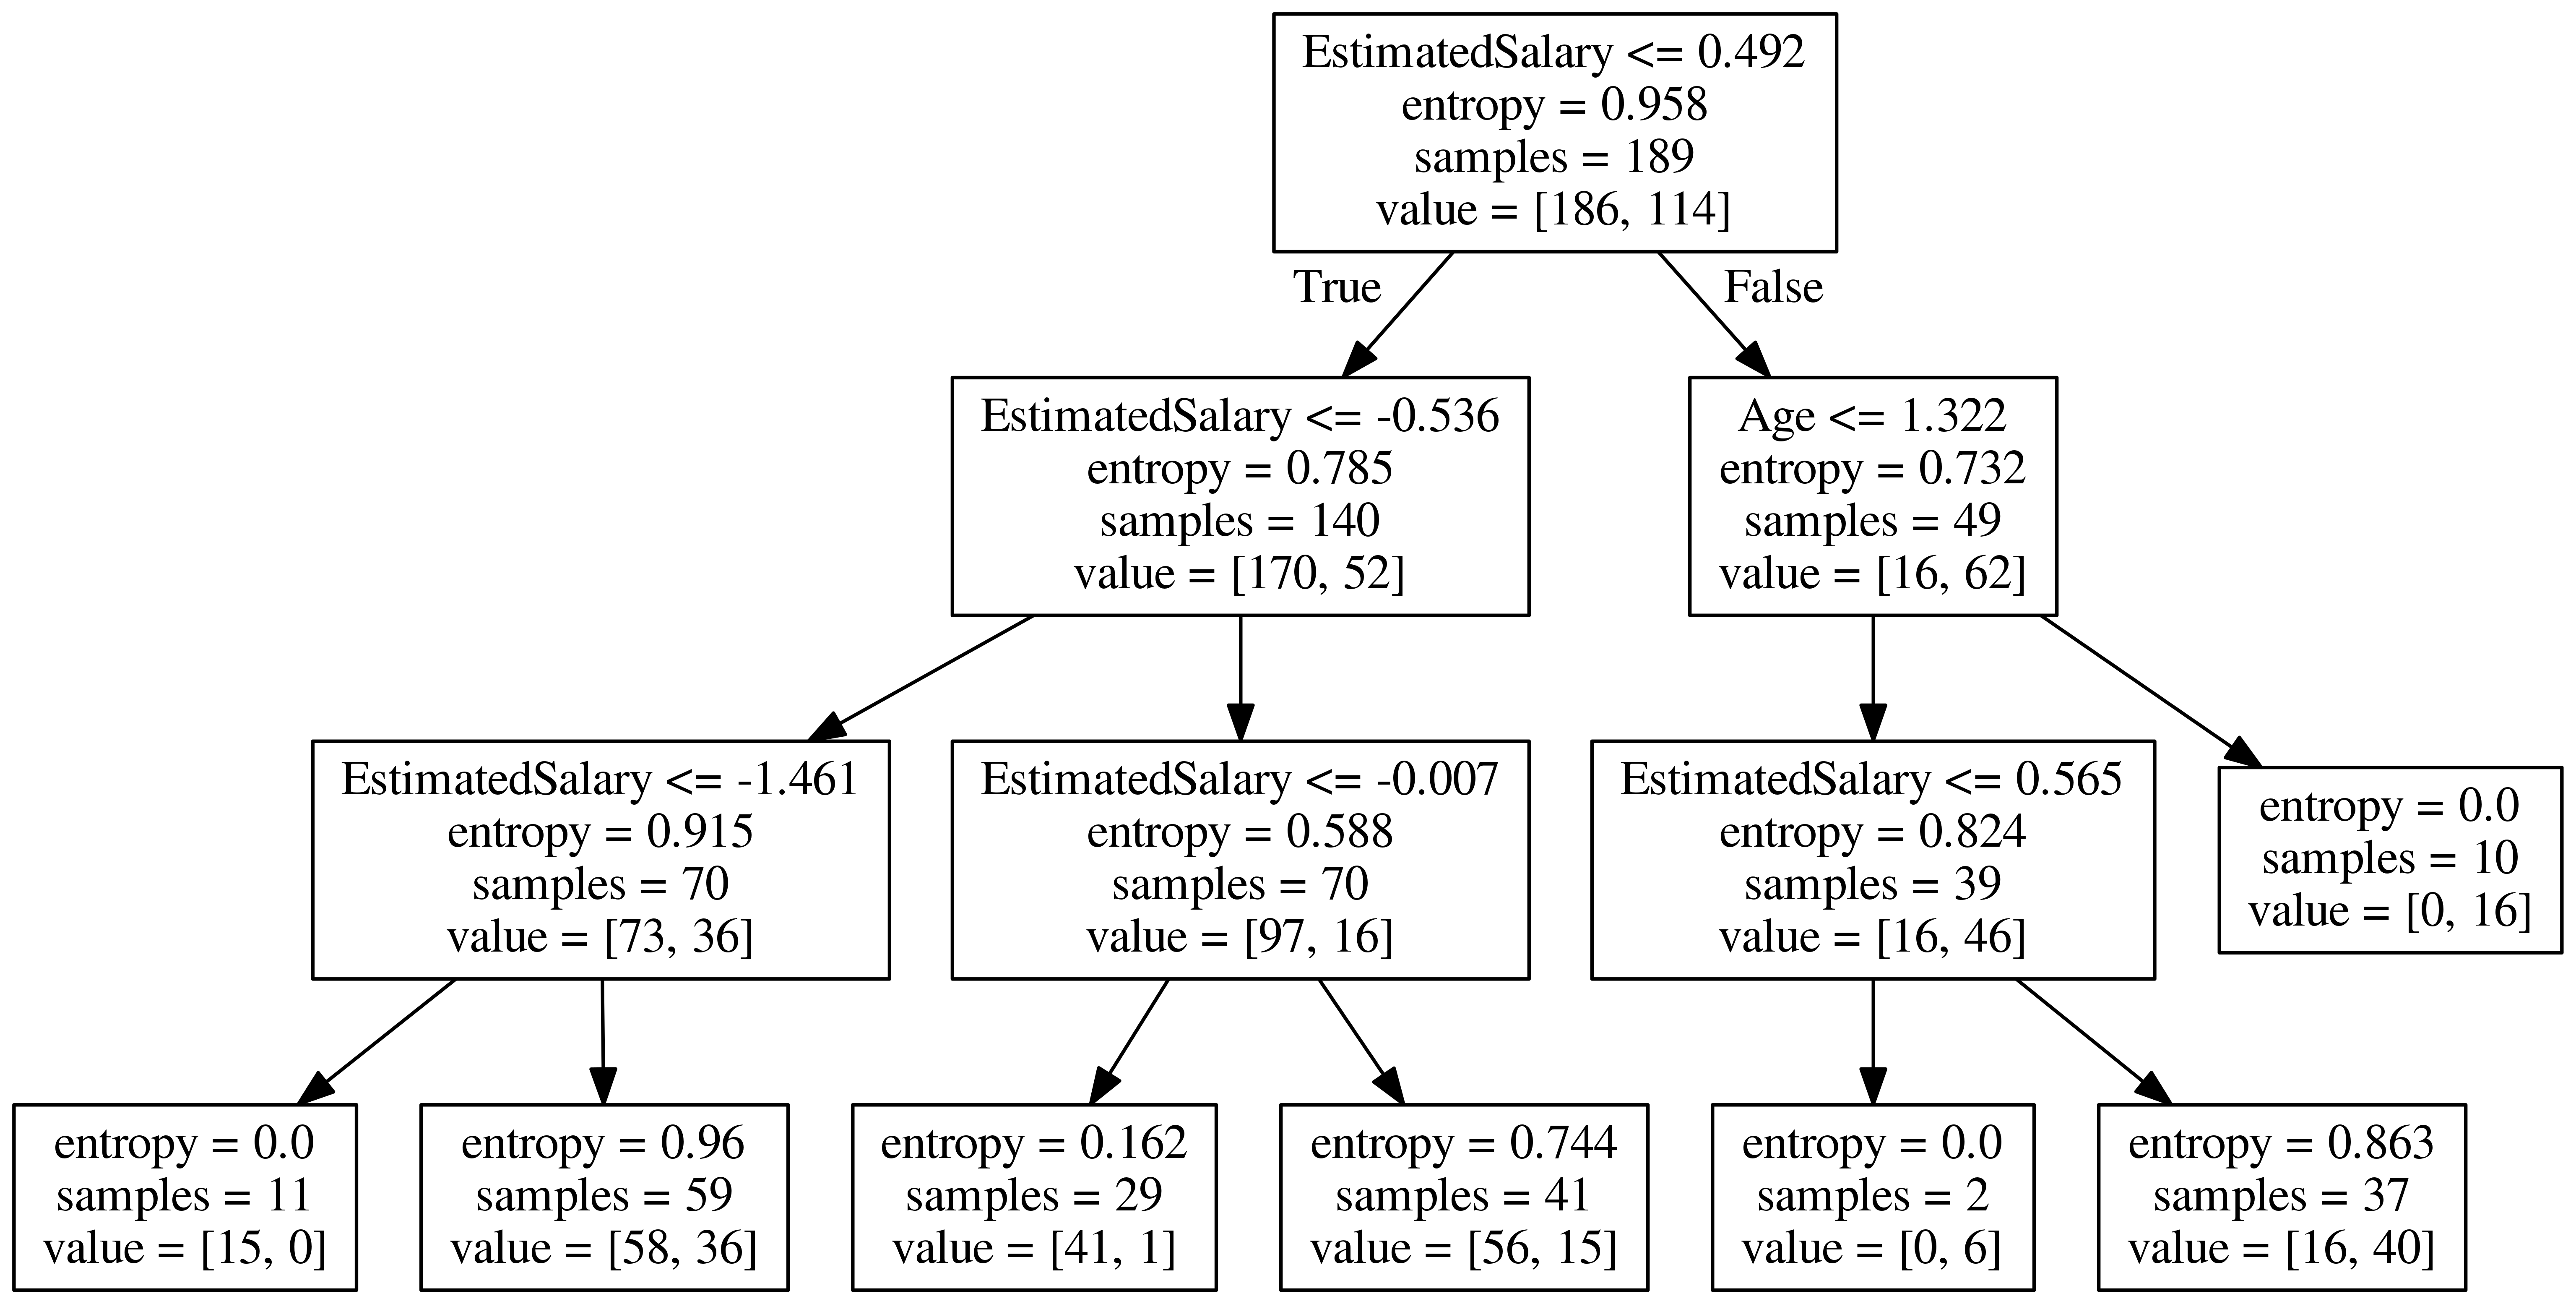 EstimatedSalary <= 0.492
entropy = 0.958
samples = 189
value = [186, 114]
True
False
EstimatedSalary <= -0.536
entropy = 0.785
samples = 140
value = [170, 52]
Age <= 1.322
entropy = 0.732
samples = 49
value = [16, 62]
EstimatedSalary <= -1.461
entropy = 0.915
samples = 70
value = [73, 36]
EstimatedSalary <= -0.007
entropy = 0.588
samples = 70
value = [97, 16]
EstimatedSalary <= 0.565
entropy = 0.824
samples = 39
value = [16, 46]
entropy = 0.0
samples = 10
value = [0, 16]
entropy = 0.0
samples = 11
value = [15, 0]
entropy = 0.96
samples = 59
value = [58, 36]
entropy = 0.162
samples = 29
value = [41, 1]
entropy = 0.744
samples = 41
value = [56, 15]
entropy = 0.0
samples = 2
value = [0, 6]
entropy = 0.863
samples = 37
value = [16, 40]